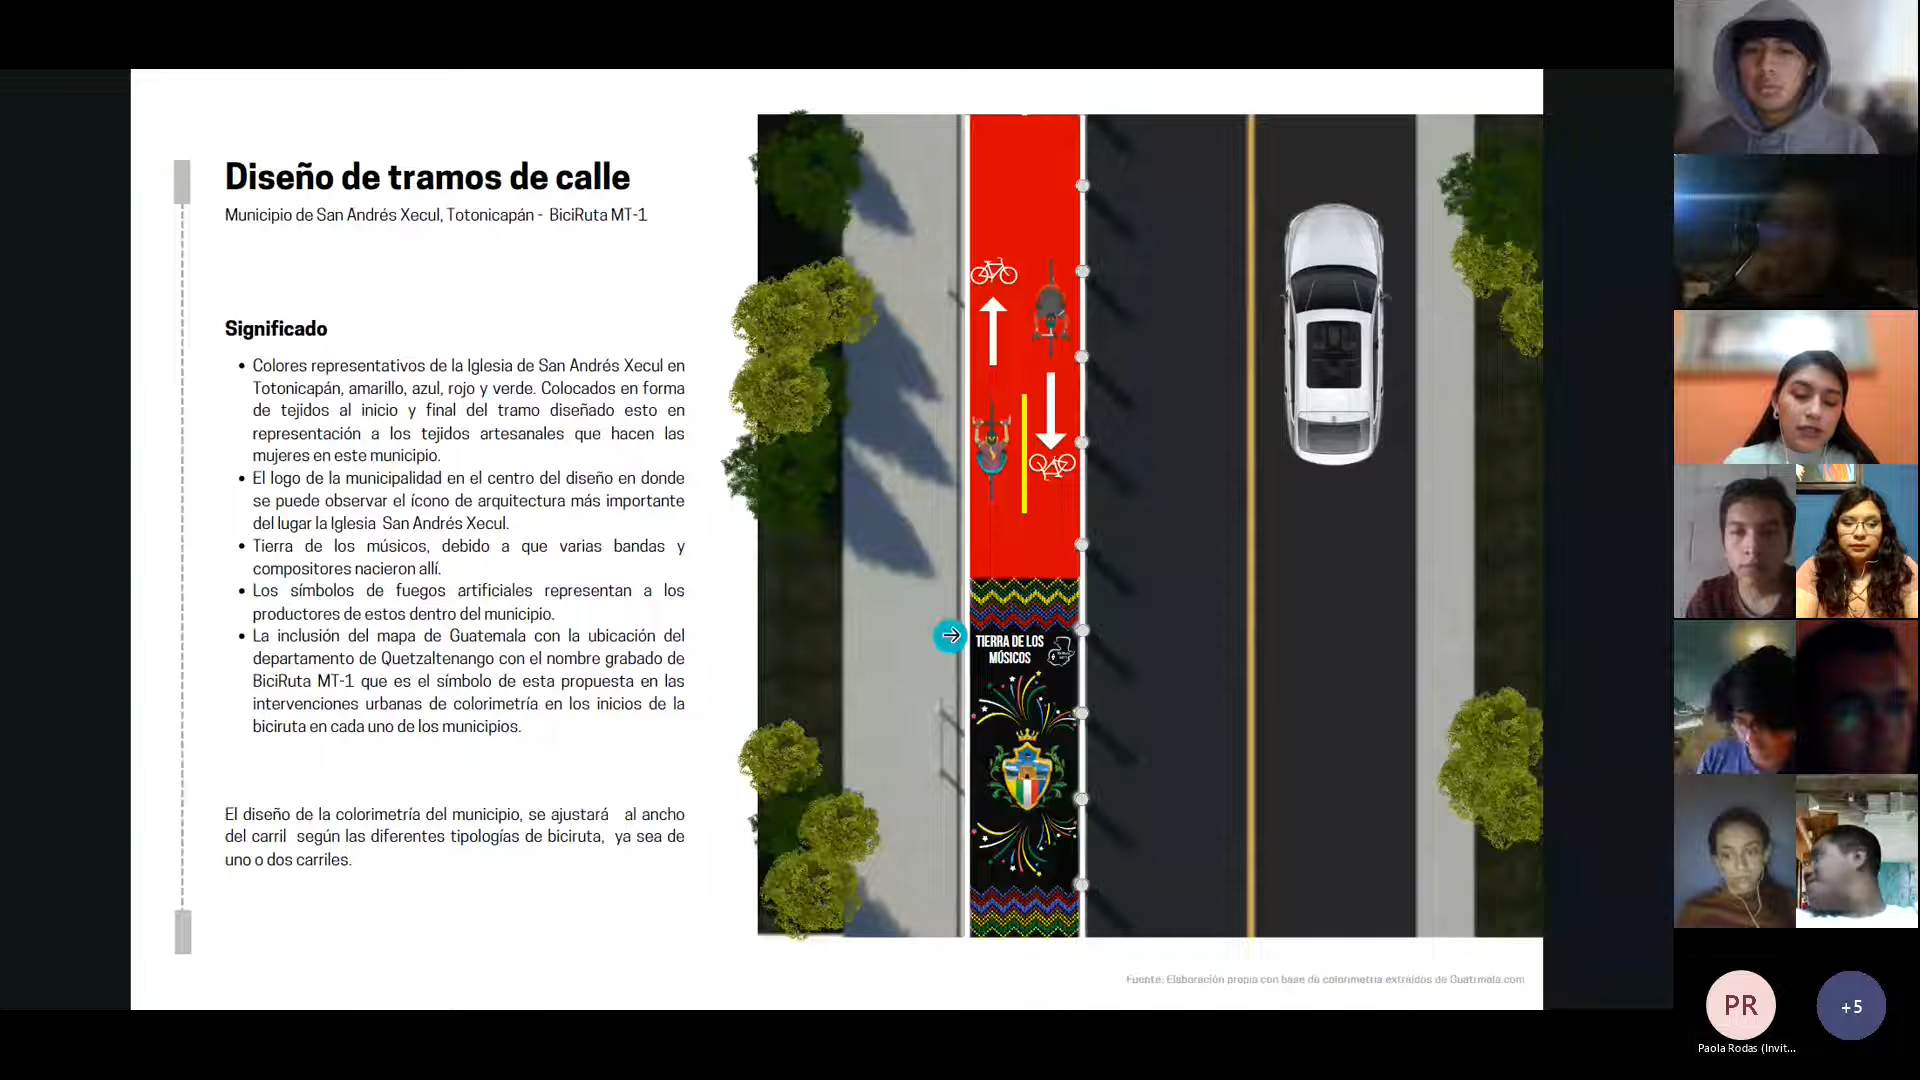 Diseño de tramos de calle
Municipio de San Andrés Xecul, Totonicapán - BiciRuta MT-1
Significado
• Colores representativos de la Iglesia de San Andrés Xecul en
Totonicapán, amarillo, azul, rojo y verde. Colocados en forma
de tejidos al inicio y final del tramo diseñado esto en
representación a los tejidos artesanales que hacen las
mujeres en este municipio.
• El logo de la municipalidad en el centro del diseño en donde
se puede observar el ícono de arquitectura más importante
del lugar la Iglesia San Andrés Xecul.
• Tierra de los músicos, debido a que varias bandas y
compositores nacieron allí.
• Los símbolos de fuegos artificiales representan a los
productores de estos dentro del municipio.
• La inclusión del mapa de Guatemala con la ubicación del
departamento de Quetzaltenango con el nombre grabado de
BiciRuta MT-1 que es el símbolo de esta propuesta en las
intervenciones urbanas de colorimetría en los inicios de la
biciruta en cada uno de los municipios.
El diseño de la colorimetría del municipio, se ajustará al ancho
del carril según las diferentes tipologías de biciruta, ya sea de
uno o dos carriles.
TIERRA DE LOS
MÚSICOS
Fuente: Elaboración propia con base da colorimetria extraídos de Guatemala.com
PR
+5
Paola Rodas (Invit...